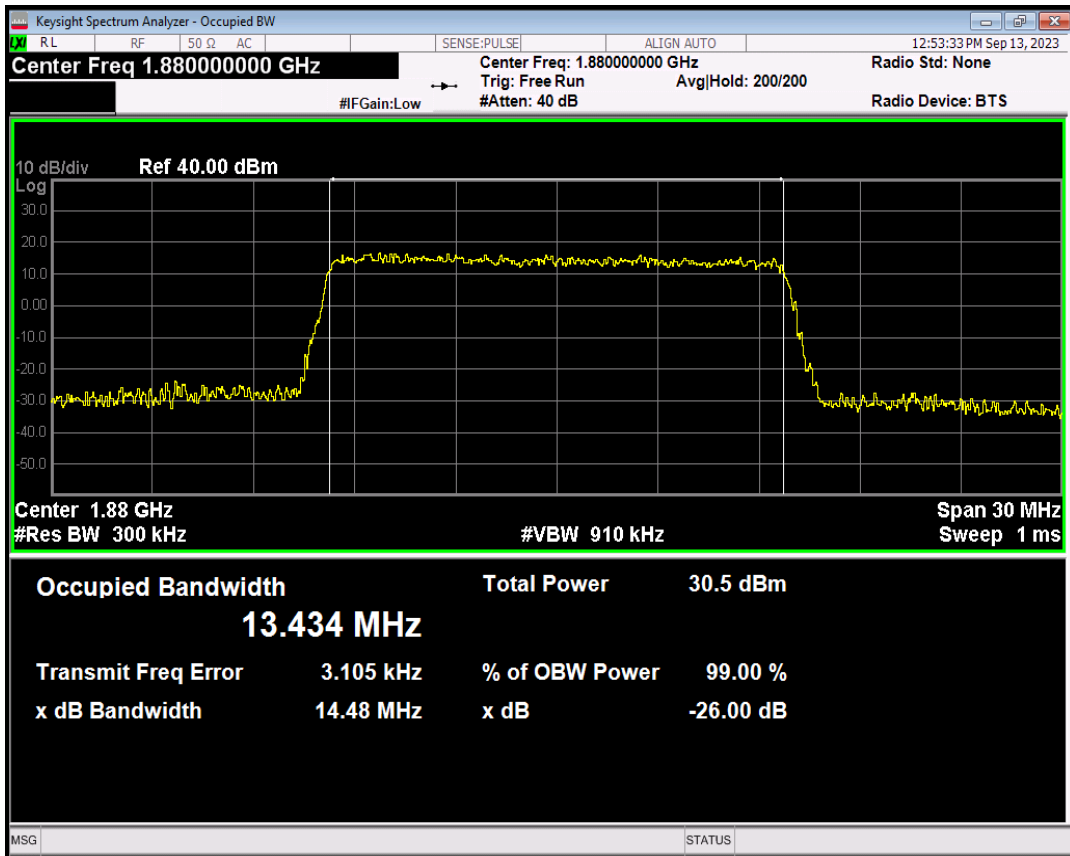 Keysight Spectrum Analyzer - Occupied BW
LXI RL RF 50 Ω AC SENSE:PULSE ALIGN AUTO 12:53:33 PM Sep 13, 2023
Center Freq 1.880000000 GHz Center Freq: 1.880000000 GHz Radio Std: None
Trig: Free Run Avg|Hold: 200/200
#IFGain:Low #Atten: 40 dB Radio Device: BTS
10 dB/div Ref 40.00 dBm
Log
30.0
20.0
10.0
0.00
-10.0
-20.0
-30.0
-40.0
-50.0
Center 1.88 GHz Span 30 MHz
#Res BW 300 kHz #VBW 910 kHz Sweep 1 ms
Occupied Bandwidth Total Power 30.5 dBm
13.434 MHz
Transmit Freq Error 3.105 kHz % of OBW Power 99.00 %
x dB Bandwidth 14.48 MHz x dB -26.00 dB
MSG STATUS